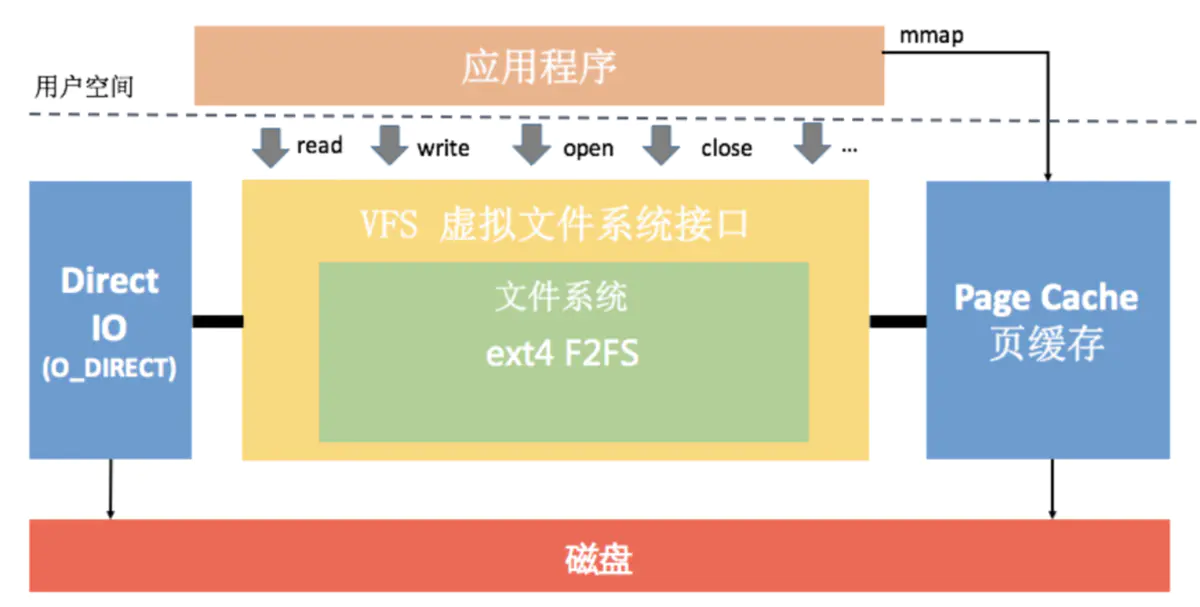 应用程序
mmap
用户空间
read
write
open
close
...
VFS 虚拟文件系统接口
文件系统
ext4 F2FS
Direct
IO
(O_DIRECT)
Page Cache
页缓存
磁盘